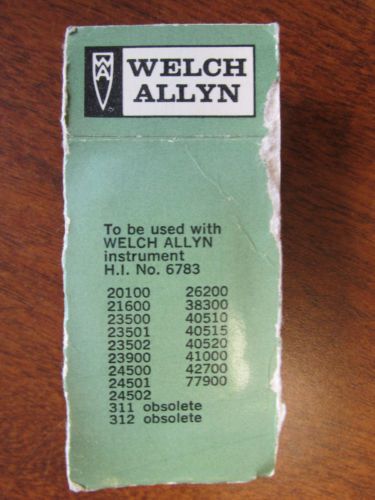 WA
WELCH
ALLYN
To be used with
WELCH ALLYN
instrument
H.I. No. 6783
20100 26200
21600 38300
23500 40510
23501 40515
23502 40520
23900 41000
24500 42700
24501 77900
24502
311 obsolete
312 obsolete